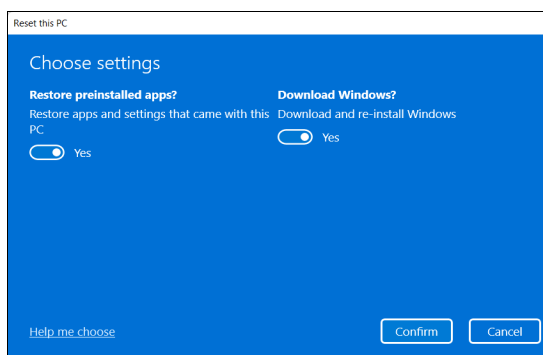 Reset this PC
Choose settings
Restore preinstalled apps?
Restore apps and settings that came with this
PC
Yes
Download Windows?
Download and re-install Windows
Yes
Help me choose
Confirm
Cancel